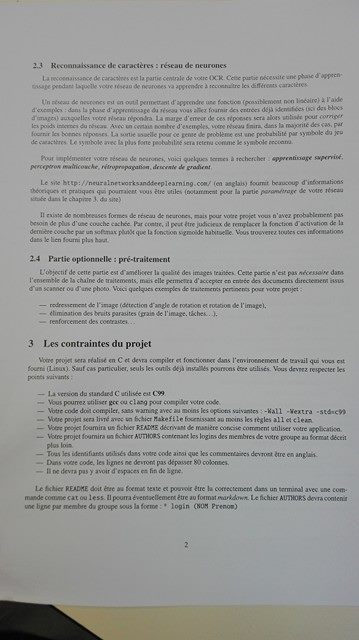 2.3 Reconnaissance de caractères : réseau de neurones
La reconnaissance de caractères est la partie centrale de votre OCR. Cette partie nécessite une phase d'appren-
tissage pendant laquelle votre réseau de neurones va apprendre à reconnaître les différents caractères.
Un réseau de neurones est un outil permettant d'apprendre une fonction (possiblement non linéaire) à l'aide
d'exemples : dans la phase d'apprentissage du réseau vous allez fournir des entrées déjà identifiées (ici des blocs
d'images) auxquelles votre réseau répondra. La marge d'erreur de ces réponses sera alors utilisée pour corriger
les poids internes du réseau. Avec un certain nombre d'exemples, votre réseau finira, dans la majorité des cas, par
fournir les bonnes réponses. La sortie usuelle pour ce genre de problème est une probabilité par symbole du jeu
de caractères. Le symbole avec la plus forte probabilité sera retenu comme le symbole reconnu.
Pour implémenter votre réseau de neurones, voici quelques termes à rechercher : apprentissage supervisé,
perceptron multicouche, rétropropagation, descente de gradient.
Le site http://neuralnetworksanddeeplearning.com/ (en anglais) fournit beaucoup d'informations
théoriques et pratiques qui pourraient vous être utiles (notamment pour la partie paramétrage de votre réseau
située dans le chapitre 3. du site)
Il existe de nombreuses formes de réseau de neurones, mais pour votre projet vous n'avez probablement pas
besoin de plus d'une couche cachée. Par contre, il peut être judicieux de remplacer la fonction d'activation de la
dernière couche par un softmax plutôt que la fonction sigmoïde habituelle. Vous trouverez toutes ces informations
dans le lien fourni plus haut.
2.4 Partie optionnelle : pré-traitement
L'objectif de cette partie est d'améliorer la qualité des images traitées. Cette partie n'est pas nécessaire dans
l'ensemble de la chaîne de traitements, mais elle permettra d'accepter en entrée des documents directement issus
d'un scanner ou d'une photo. Voici quelques exemples de traitements pertinents pour votre projet :
— redressement de l'image (détection d'angle de rotation et rotation de l'image),
— élimination des bruits parasites (grain de l'image, tâches...),
— renforcement des contrastes...
3 Les contraintes du projet
Votre projet sera réalisé en C et devra compiler et fonctionner dans l'environnement de travail qui vous est
fourni (Linux). Sauf cas particulier, seuls les outils déjà installés pourrons être utilisés. Vous devrez respecter les
points suivants :
— La version du standard C utilisée est C99
— Vous pourrez utiliser gcc ou clang pour compiler votre code.
— Votre code doit compiler, sans warning avec au moins les options suivantes : -Wall -Wextra -std=c99
— Votre projet sera livré avec un fichier Makefile fournissant au moins les règles all et clean.
— Votre projet fournira un fichier README décrivant de manière concise comment utiliser votre application.
— Votre projet fournira un fichier AUTHORS contenant les logins des membres de votre groupe au format décrit
plus loin.
— Tous les identifiants utilisés dans votre code ainsi que les commentaires devront être en anglais.
— Dans votre code, les lignes ne devront pas dépasser 80 colonnes.
— Il ne devra pas y avoir d'espaces en fin de ligne.
Le fichier README doit être au format texte et pouvoir être lu correctement dans un terminal avec une com-
mande comme cat ou less. Il pourra éventuellement être au format markdown. Le fichier AUTHORS devra contenir
une ligne par membre du groupe sous la forme : * login (NOM Prenom)
2